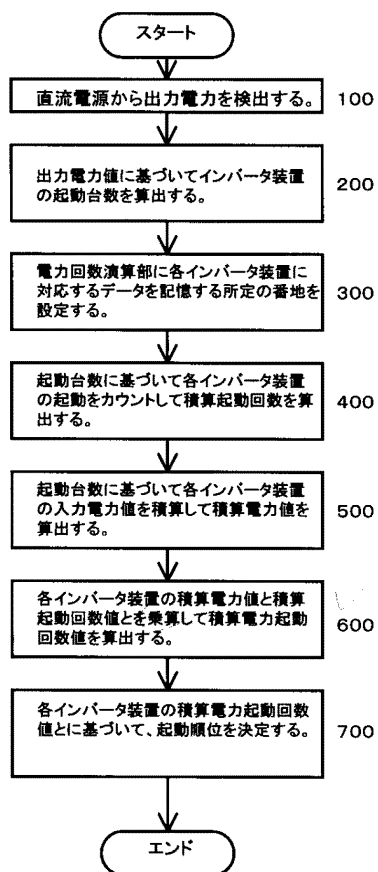 スタート
直流電源から出力電力を検出する。 100
出力電力値に基づいてインバータ装置
の起動台数を算出する。
200
電力回数演算部に各インバータ装置に
対応するデータを記憶する所定の番地を
設定する。
300
起動台数に基づいて各インバータ装置
の起動をカウントして積算起動回数を算
出する。
400
起動台数に基づいて各インバータ装置
の入力電力値を積算して積算電力値を
算出する。
500
各インバータ装置の積算電力値と積算
起動回数値とを乗算して積算電力起動
回数値を算出する。
600
各インバータ装置の積算電力起動回数
値とに基づいて、起動順位を決定する。
700
エンド